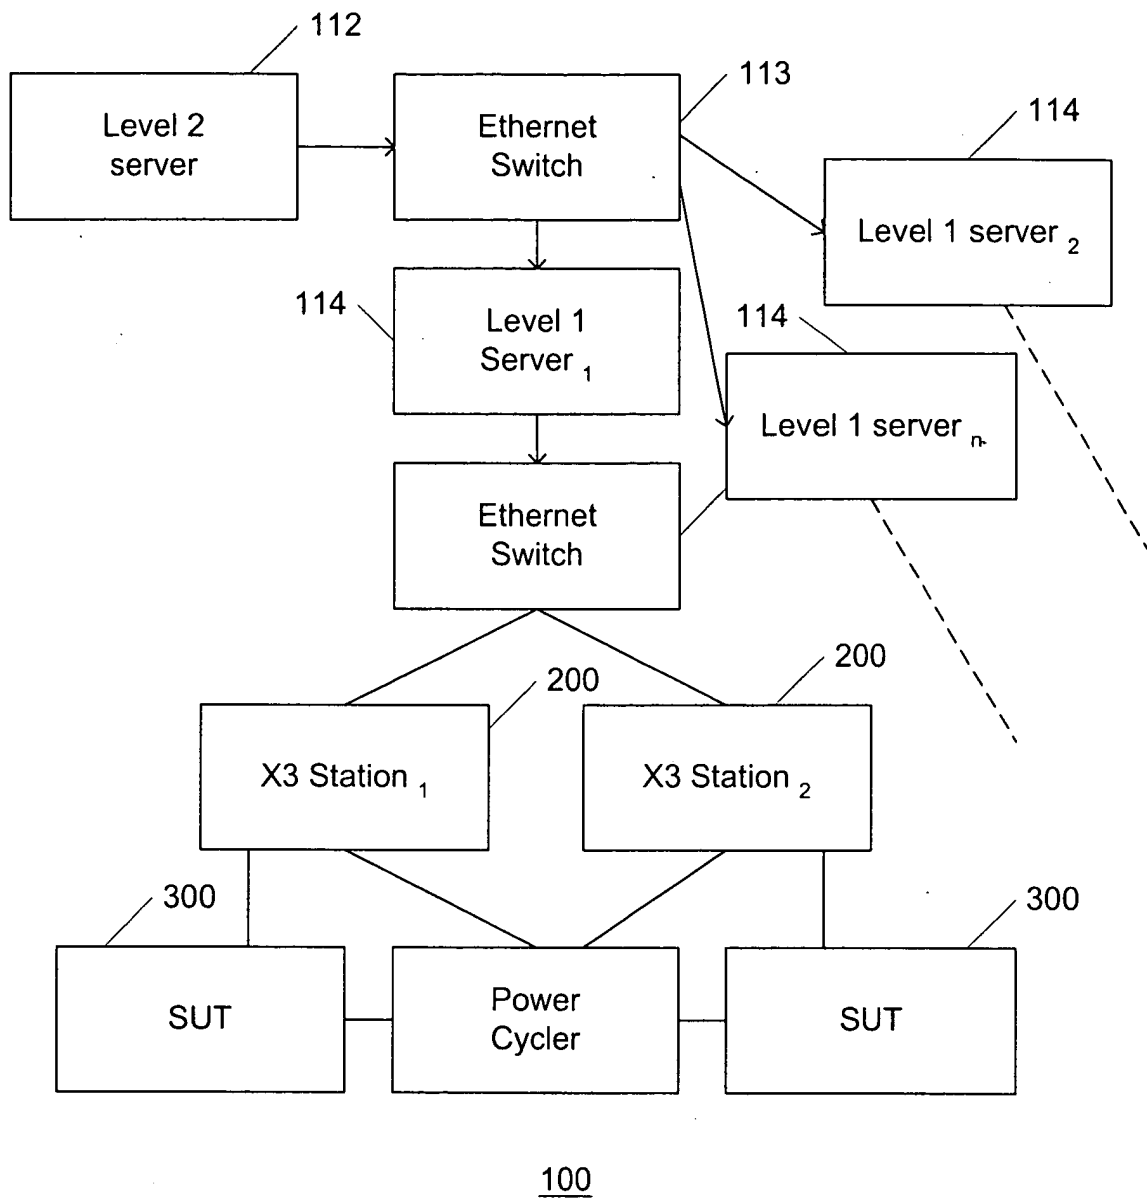 112
Level 2
server
Ethernet
Switch
113
114
Level 1 server 2
114
Level 1
Server 1
114
Level 1 server n-
Ethernet
Switch
200
X3 Station 1
200
X3 Station 2
300
SUT
Power
Cycler
300
SUT
100